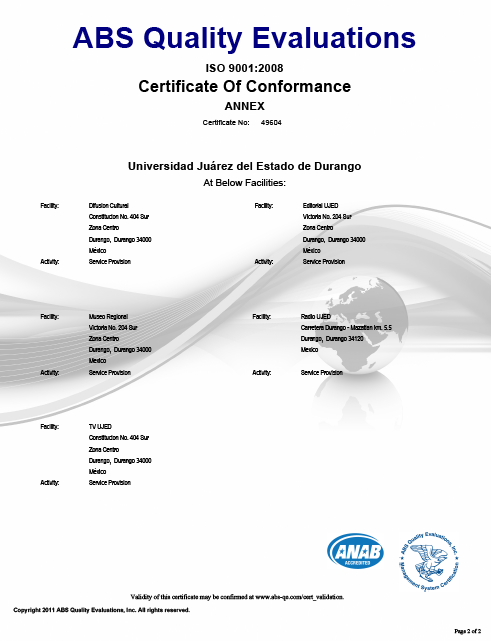 ABS Quality Evaluations
ISO 9001:2008
Certificate Of Conformance
ANNEX
Certificate No: 49604
Universidad Juárez del Estado de Durango
At Below Facilities:
Facility: Difusion Cultural
Constitucion No. 404 Sur
Zona Centro
Durango, Durango 34000
México
Activity: Service Provision
Facility: Editorial UJED
Victoria No. 204 Sur
Zona Centro
Durango, Durango 34000
México
Activity: Service Provision
Facility: Museo Regional
Victoria No. 204 Sur
Zona Centro
Durango, Durango 34000
México
Activity: Service Provision
Facility: Radio UJED
Carretera Durango - Mazatlan km. 5.5
Durango, Durango 34120
México
Activity: Service Provision
Facility: TV UJED
Constitucion No. 404 Sur
Zona Centro
Durango, Durango 34000
México
Activity: Service Provision
ANAB
ACCREDITED
ABS Quality Evaluations, Inc.
Management System Certification
Validity of this certificate may be confirmed at www.abs-qe.com/cert_validation.
Copyright 2011 ABS Quality Evaluations, Inc. All rights reserved.
Page 2 of 2